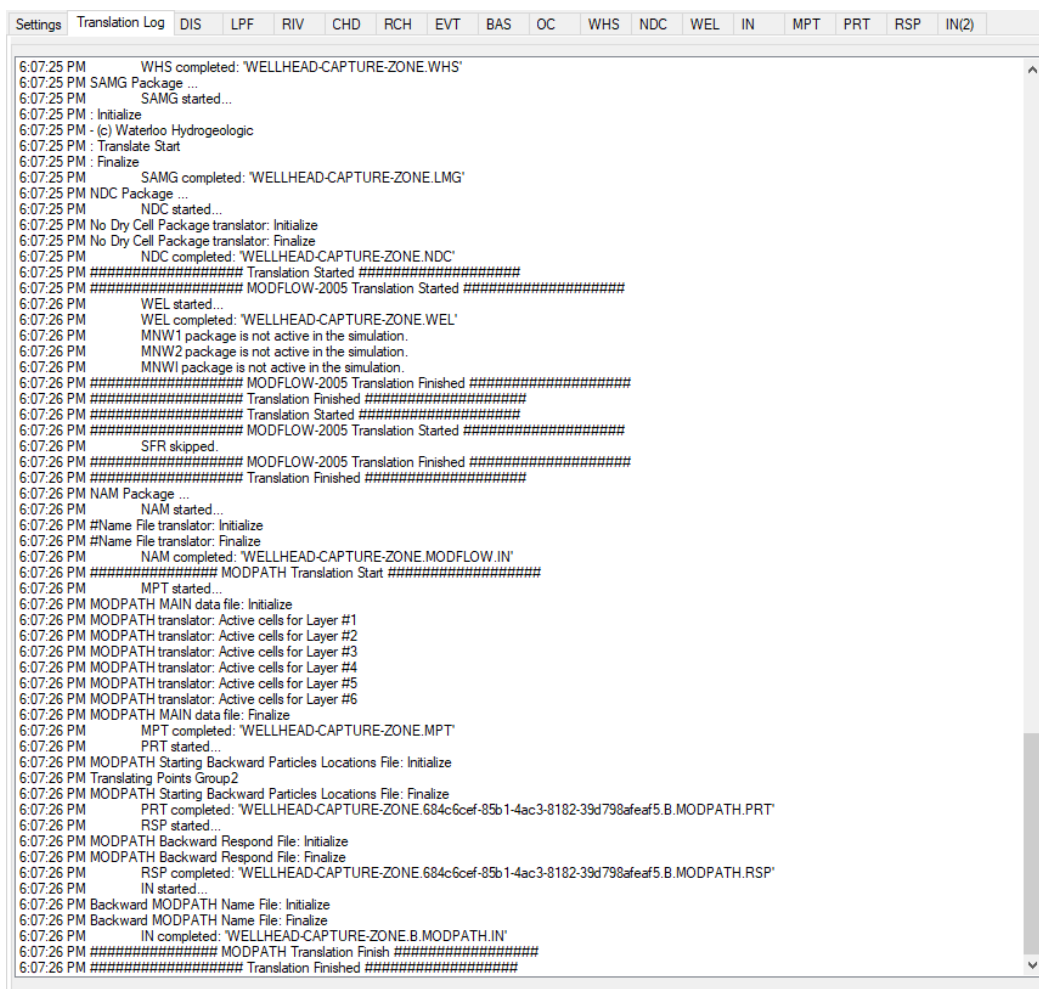 Settings Translation Log DIS LPF RIV CHD RCH EVT BAS OC WHS NDC WEL IN MPT PRT RSP IN(2)
6:07:25 PM WHS completed: 'WELLHEAD-CAPTURE-ZONE.WHS'
6:07:25 PM SAMG Package ...
6:07:25 PM SAMG started...
6:07:25 PM : Initialize
6:07:25 PM - (c) Waterloo Hydrogeologic
6:07:25 PM : Translate Start
6:07:25 PM : Finalize
6:07:25 PM SAMG completed: 'WELLHEAD-CAPTURE-ZONE.LMG'
6:07:25 PM NDC Package ...
6:07:25 PM NDC started...
6:07:25 PM No Dry Cell Package translator: Initialize
6:07:25 PM No Dry Cell Package translator: Finalize
6:07:25 PM NDC completed: 'WELLHEAD-CAPTURE-ZONE.NDC'
6:07:25 PM ################## Translation Started ###################
6:07:25 PM ################## MODFLOW-2005 Translation Started ###################
6:07:26 PM WEL started...
6:07:26 PM WEL completed: 'WELLHEAD-CAPTURE-ZONE.WEL'
6:07:26 PM MNW1 package is not active in the simulation.
6:07:26 PM MNW2 package is not active in the simulation.
6:07:26 PM MNWI package is not active in the simulation.
6:07:26 PM ################## MODFLOW-2005 Translation Finished ###################
6:07:26 PM ################## Translation Finished ###################
6:07:26 PM ################## Translation Started ###################
6:07:26 PM ################## MODFLOW-2005 Translation Started ###################
6:07:26 PM SFR skipped.
6:07:26 PM ################## MODFLOW-2005 Translation Finished ###################
6:07:26 PM ################## Translation Finished ###################
6:07:26 PM NAM Package ...
6:07:26 PM NAM started...
6:07:26 PM #Name File translator: Initialize
6:07:26 PM #Name File translator: Finalize
6:07:26 PM NAM completed: 'WELLHEAD-CAPTURE-ZONE.MODFLOW.IN'
6:07:26 PM ############### MODPATH Translation Start ##################
6:07:26 PM MPT started...
6:07:26 PM MODPATH MAIN data file: Initialize
6:07:26 PM MODPATH translator: Active cells for Layer #1
6:07:26 PM MODPATH translator: Active cells for Layer #2
6:07:26 PM MODPATH translator: Active cells for Layer #3
6:07:26 PM MODPATH translator: Active cells for Layer #4
6:07:26 PM MODPATH translator: Active cells for Layer #5
6:07:26 PM MODPATH translator: Active cells for Layer #6
6:07:26 PM MODPATH MAIN data file: Finalize
6:07:26 PM MPT completed: 'WELLHEAD-CAPTURE-ZONE.MPT'
6:07:26 PM PRT started...
6:07:26 PM MODPATH Starting Backward Particles Locations File: Initialize
6:07:26 PM Translating Points Group2
6:07:26 PM MODPATH Starting Backward Particles Locations File: Finalize
6:07:26 PM PRT completed: 'WELLHEAD-CAPTURE-ZONE.684c6cef-85b1-4ac3-8182-39d798afeaf5.B.MODPATH.PRT'
6:07:26 PM RSP started...
6:07:26 PM MODPATH Backward Respond File: Initialize
6:07:26 PM MODPATH Backward Respond File: Finalize
6:07:26 PM RSP completed: 'WELLHEAD-CAPTURE-ZONE.684c6cef-85b1-4ac3-8182-39d798afeaf5.B.MODPATH.RSP'
6:07:26 PM IN started...
6:07:26 PM Backward MODPATH Name File: Initialize
6:07:26 PM Backward MODPATH Name File: Finalize
6:07:26 PM IN completed: 'WELLHEAD-CAPTURE-ZONE.B.MODPATH.IN'
6:07:26 PM ############### MODPATH Translation Finish #################
6:07:26 PM ################## Translation Finished ##################